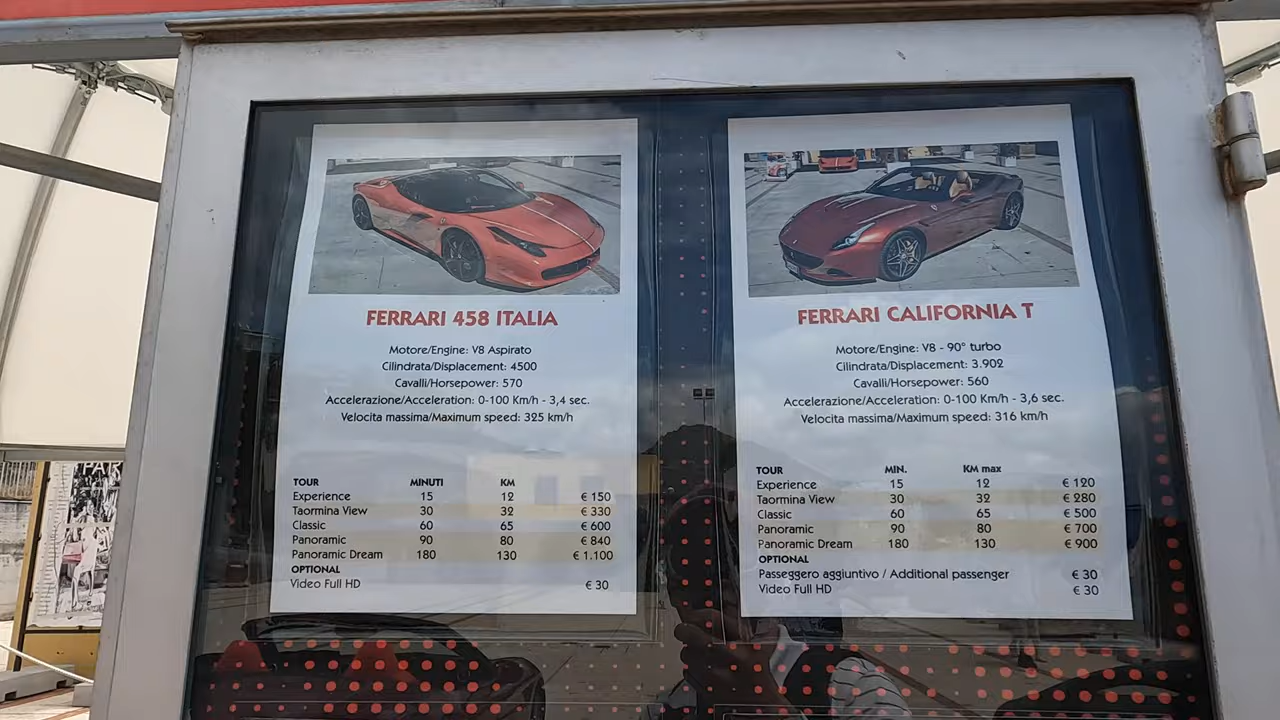 FERRARI 458 ITALIA
Motore/Engine: V8 Aspirato
Cilindrata/Displacement: 4500
Cavalli/Horsepower: 570
Accelerazione/Acceleration: 0-100 Km/h - 3,4 sec.
Velocita massima/Maximum speed: 325 km/h
TOUR MINUTI KM
Experience 15 12 € 150
Taormina View 30 32 € 330
Classic 60 65 € 600
Panoramic 90 80 € 840
Panoramic Dream 180 130 € 1.100
OPTIONAL
Video Full HD € 30
FERRARI CALIFORNIA T
Motore/Engine: V8 - 90° turbo
Cilindrata/Displacement: 3.902
Cavalli/Horsepower: 560
Accelerazione/Acceleration: 0-100 Km/h - 3,6 sec.
Velocita massima/Maximum speed: 316 km/h
TOUR MIN. KM max
Experience 15 12 € 120
Taormina View 30 32 € 280
Classic 60 65 € 500
Panoramic 90 80 € 700
Panoramic Dream 180 130 € 900
OPTIONAL
Passeggero aggiuntivo / Additional passenger € 30
Video Full HD € 30